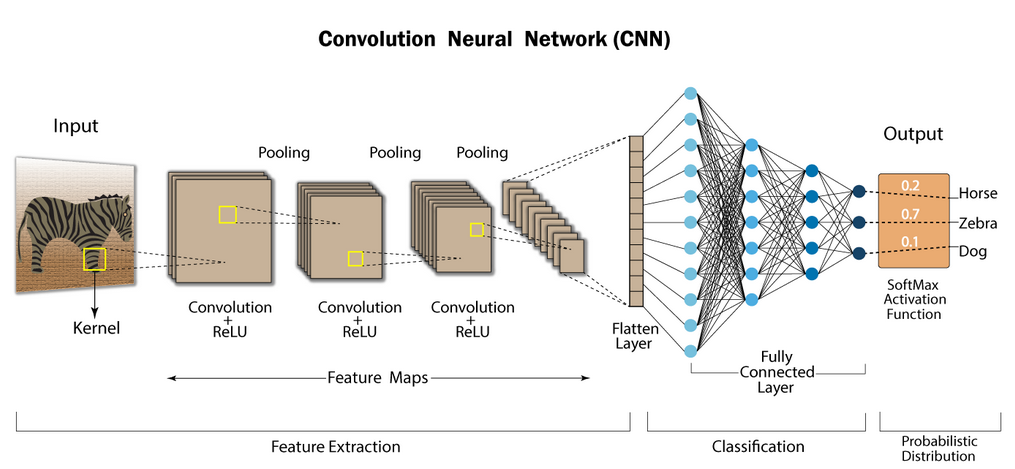 Convolution Neural Network (CNN)
Input
Kernel
Pooling
Pooling
Pooling
Convolution
+
ReLU
Convolution
+
ReLU
Convolution
+
ReLU
Feature Maps
Flatten
Layer
Fully
Connected
Layer
Output
0.2
Horse
0.7
Zebra
0.1
Dog
SoftMax
Activation
Function
Feature Extraction
Classification
Probabilistic
Distribution